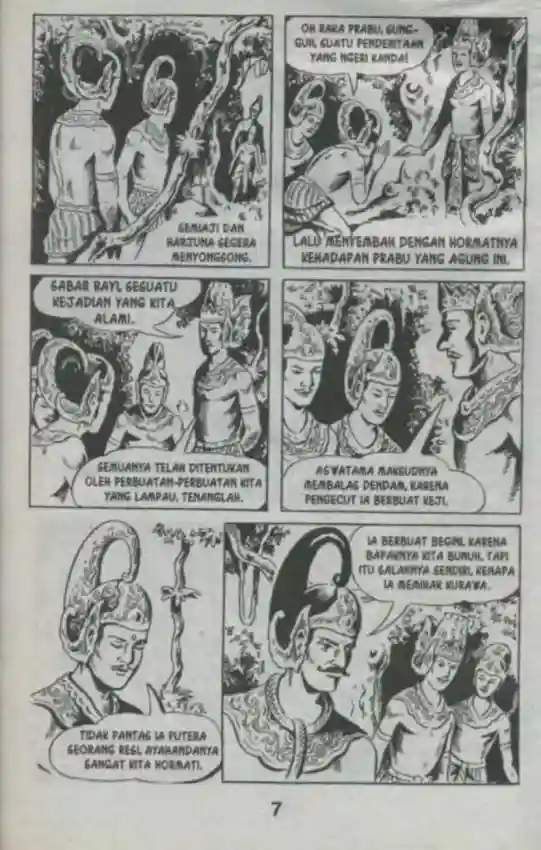 SEMIAJI DAN
HARJUNA SEGERA
MENYONGSONG.
OH RAKA PRABU, SUNG-
GUH, SUATU PENDERITAAN
YANG NGERI KANDA!
LALU MENYEMBAH DENGAN HORMATNYA
KEHADAPAN PRABU YANG AGUNG INI.
SABAR RAYI, SESUATU
KEJADIAN YANG KITA
ALAMI.
SEMUANYA TELAH DITENTUKAN
OLEH PERBUATAN-PERBUATAN KITA
YANG LAMPAU. TENANGLAH.
ASWATAMA MAKSUDNYA
MEMBALAS DENDAM, KARENA
PENGECUT IA BERBUAT KEJI.
TIDAK PANTAS IA PUTERA
SEORANG RESI, AYAHANDANYA
SANGAT KITA HORMATI.
IA BERBUAT BEGINI, KARENA
BAPAKNYA KITA BUNUH, TAPI
ITU SALAHNYA SENDIRI, KENAPA
IA MEMIHAK KURAWA.
7